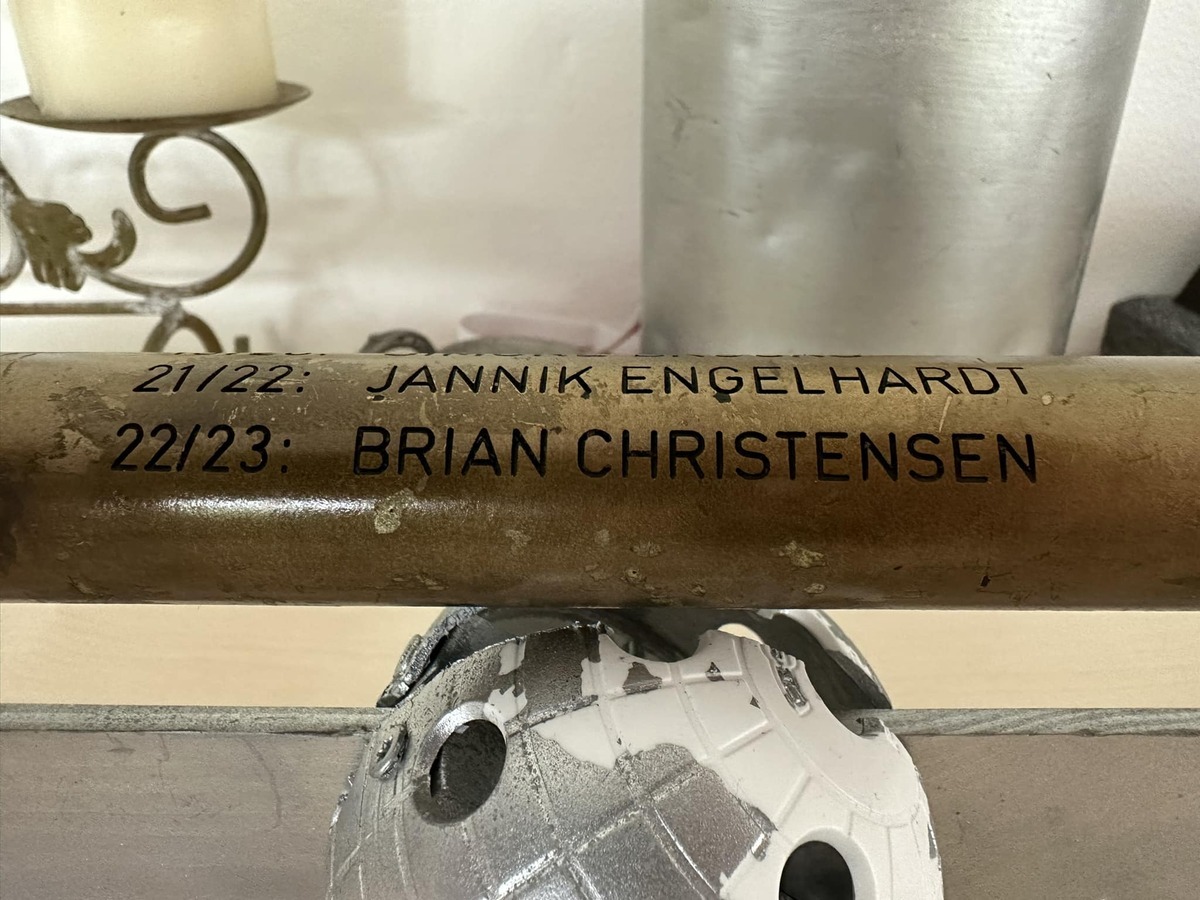 21/22: JANNIK ENGELHARDT
22/23: BRIAN CHRISTENSEN